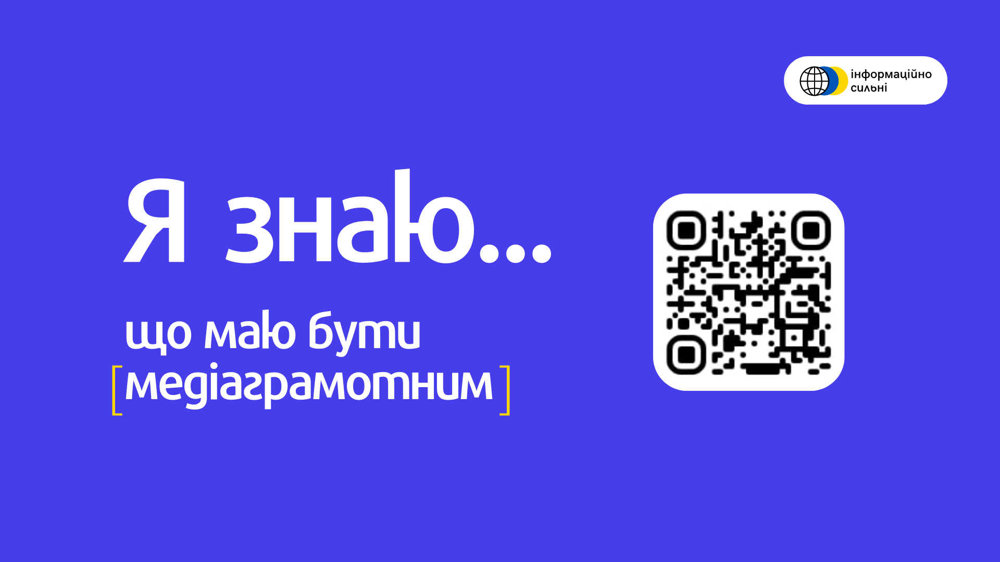 інформаційно
сильні
Я знаю...
що маю бути
[медіаграмотним]